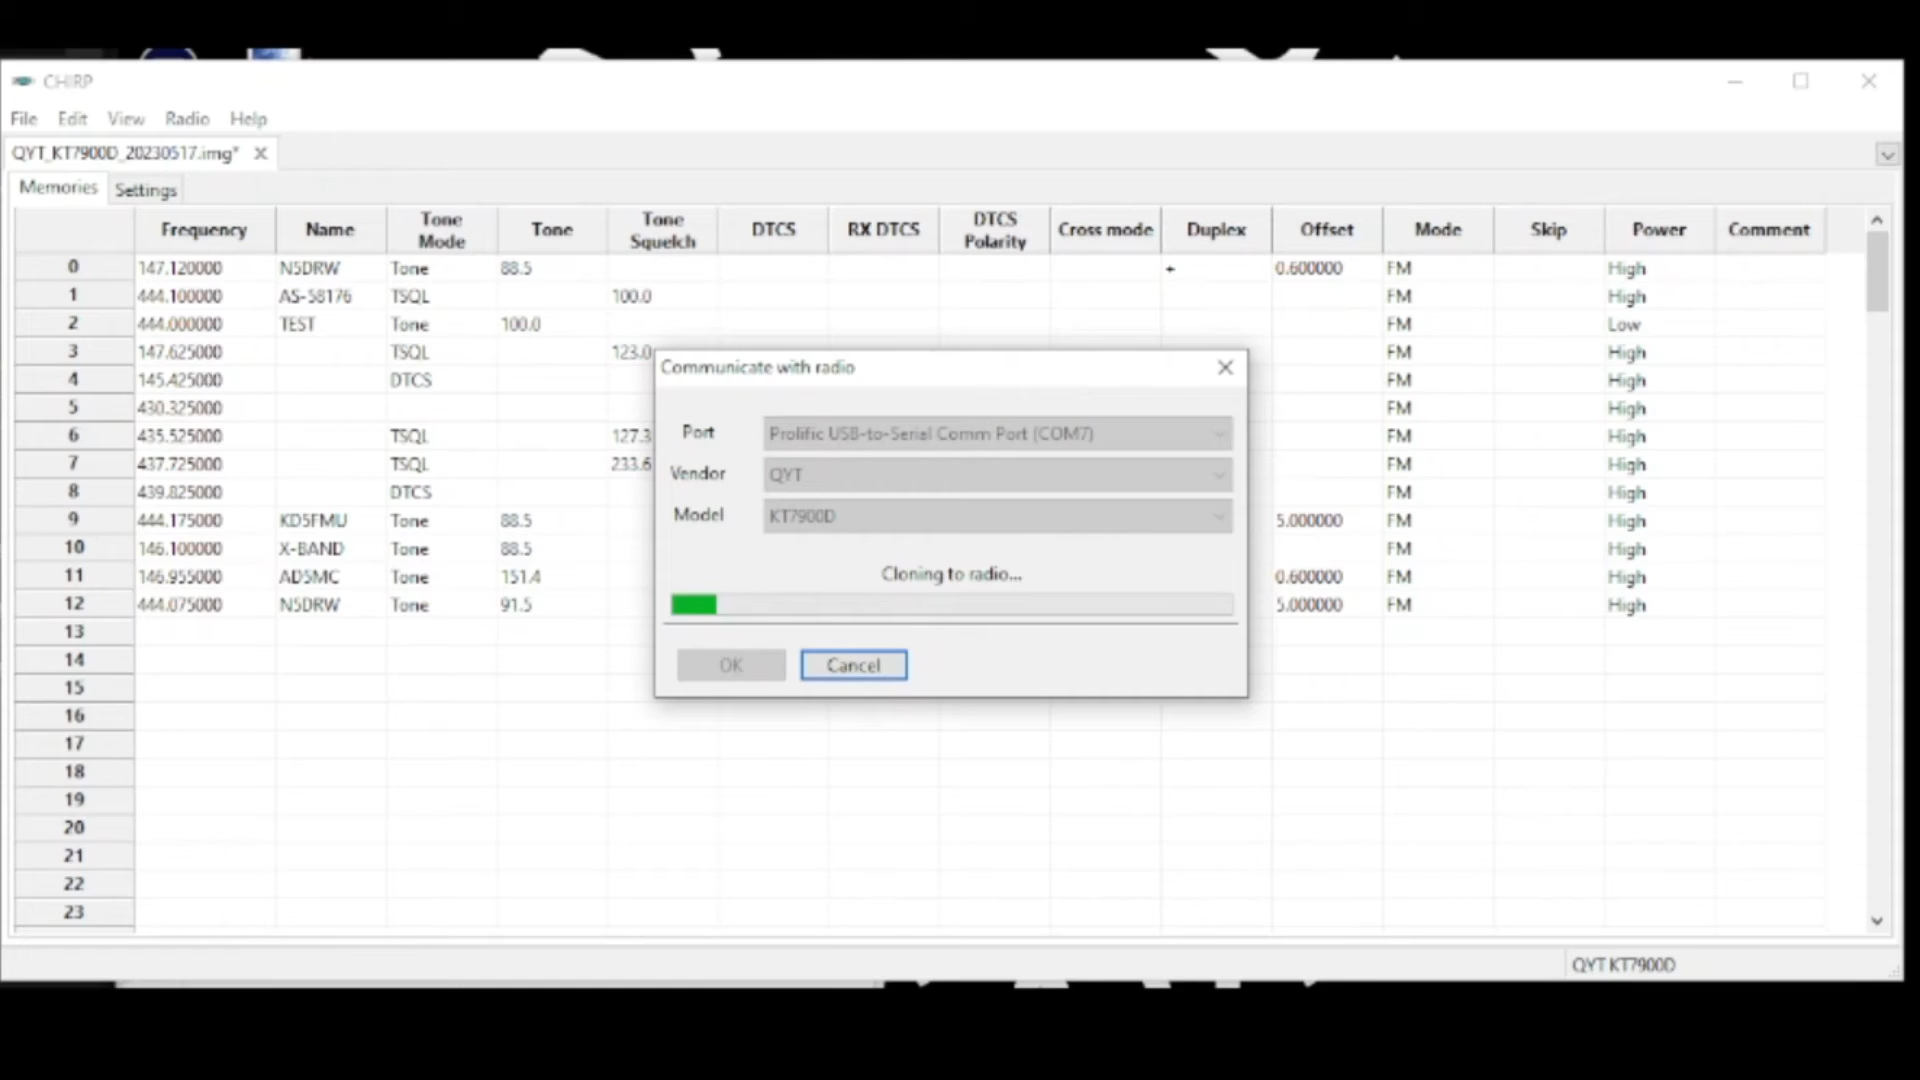 CHIRP
File Edit View Radio Help
QYT_KT7900D_20230517.img*
Memories Settings
Frequency Name Tone Mode Tone Tone Squelch DTCS RX DTCS DTCS Polarity Cross mode Duplex Offset Mode Skip Power Comment
0 147.120000 N5DRW Tone 88.5 + 0.600000 FM High
1 444.100000 AS-58176 TSQL 100.0 FM High
2 444.000000 TEST Tone 100.0 FM Low
3 147.625000 TSQL 123.0 FM High
4 145.425000 DTCS FM High
5 430.325000 FM High
6 435.525000 TSQL 127.3 FM High
7 437.725000 TSQL 233.6 FM High
8 439.825000 DTCS FM High
9 444.175000 KD5FMU Tone 88.5 5.000000 FM High
10 146.100000 X-BAND Tone 88.5 FM High
11 146.955000 AD5MC Tone 151.4 0.600000 FM High
12 444.075000 N5DRW Tone 91.5 5.000000 FM High
13
14
15
16
17
18
19
20
21
22
23
Communicate with radio
Port Prolific USB-to-Serial Comm Port (COM7)
Vendor QYT
Model KT7900D
Cloning to radio...
OK Cancel
QYT KT7900D